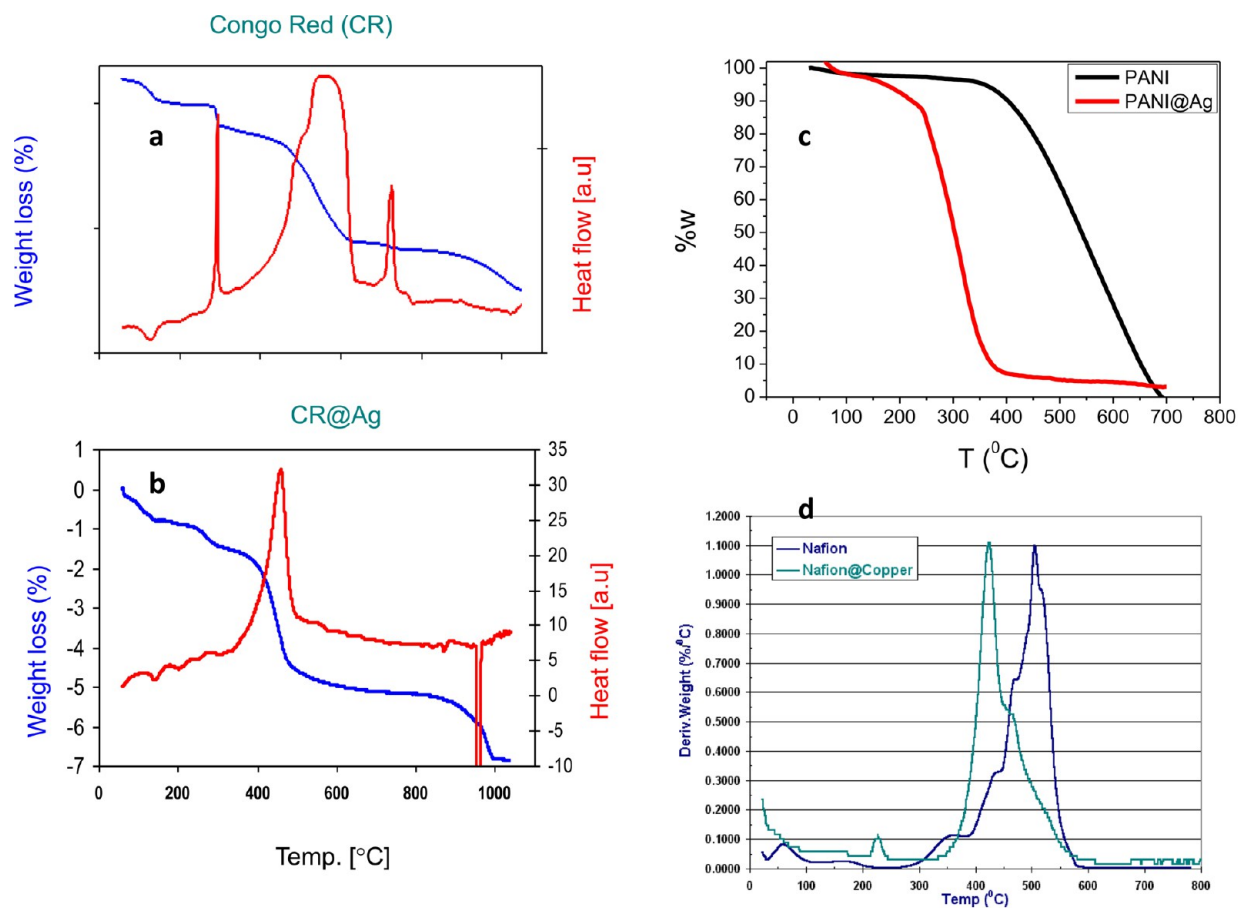 Congo Red (CR)
a
Weight loss (%)
Heat flow [a.u]
CR@Ag
b
1
0
-1
-2
-3
-4
-5
-6
-7
Weight loss (%)
35
30
25
20
15
10
5
0
-5
-10
Heat flow [a.u]
0 200 400 600 800 1000
Temp. [°C]
c
PANI
PANI@Ag
100
90
80
70
60
50
40
30
20
10
0
%w
0 100 200 300 400 500 600 700 800
T (⁰C)
d
Nafion
Nafion@Copper
1.2000
1.1000
1.0000
0.9000
0.8000
0.7000
0.6000
0.5000
0.4000
0.3000
0.2000
0.1000
0.0000
Deriv.Weight (%/⁰C)
0 100 200 300 400 500 600 700 800
Temp (⁰C)